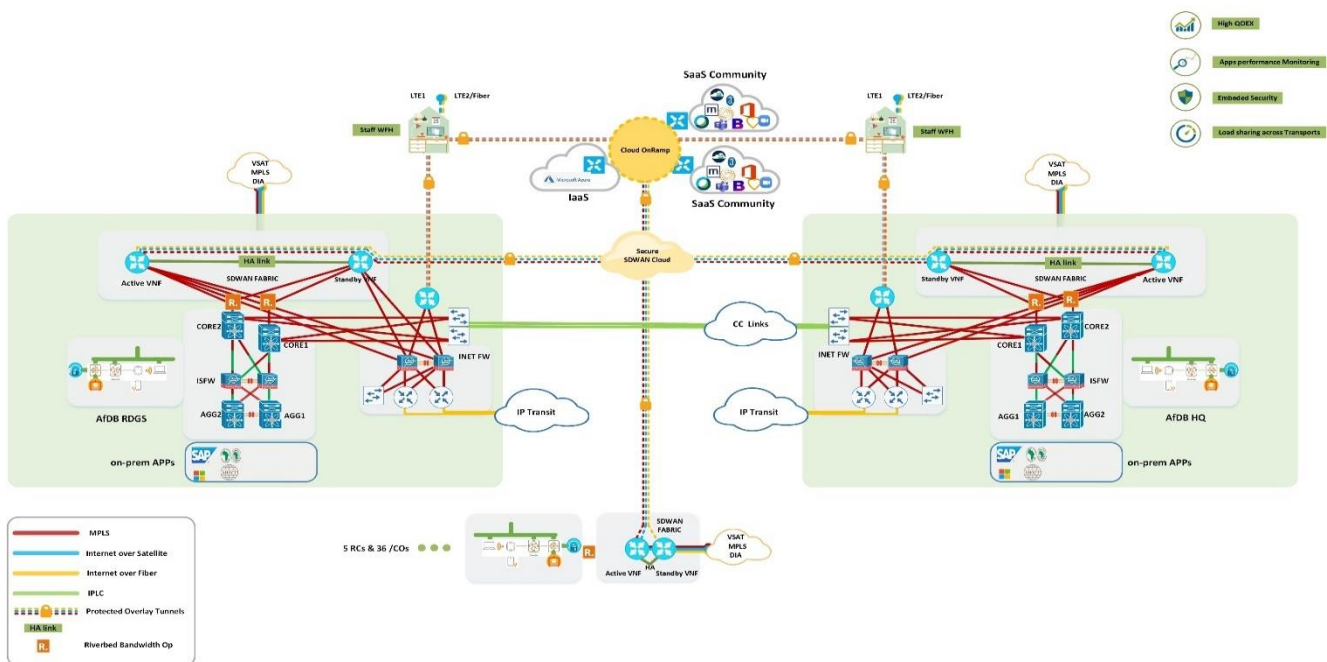 High QOEX
Apps performance Monitoring
Embeded Security
Load sharing across Transports
SaaS Community
LTE1
LTE2/Fiber
Staff WFH
Cloud OnRamp
Microsoft Azure
IaaS
SaaS Community
LTE1
LTE2/Fiber
Staff WFH
VSAT
MPLS
DIA
HA link
SDWAN FABRIC
Active VNF
Standby VNF
R.
R.
CORE2
CORE1
INET FW
ISFW
AGG2
AGG1
AfDB RDGS
SAP
on-prem APPs
IP Transit
Secure
SDWAN Cloud
CC Links
VSAT
MPLS
DIA
HA link
SDWAN FABRIC
Standby VNF
Active VNF
R.
R.
CORE2
CORE1
INET FW
ISFW
AGG1
AGG2
AfDB HQ
IP Transit
SAP
on-prem APPs
5 RCs & 36 /COs
R.
SDWAN
FABRIC
Active VNF
HA
Standby VNF
VSAT
MPLS
DIA
MPLS
Internet over Satellite
Internet over Fiber
IPLC
Protected Overlay Tunnels
HA link
R.
Riverbed Bandwidth Op